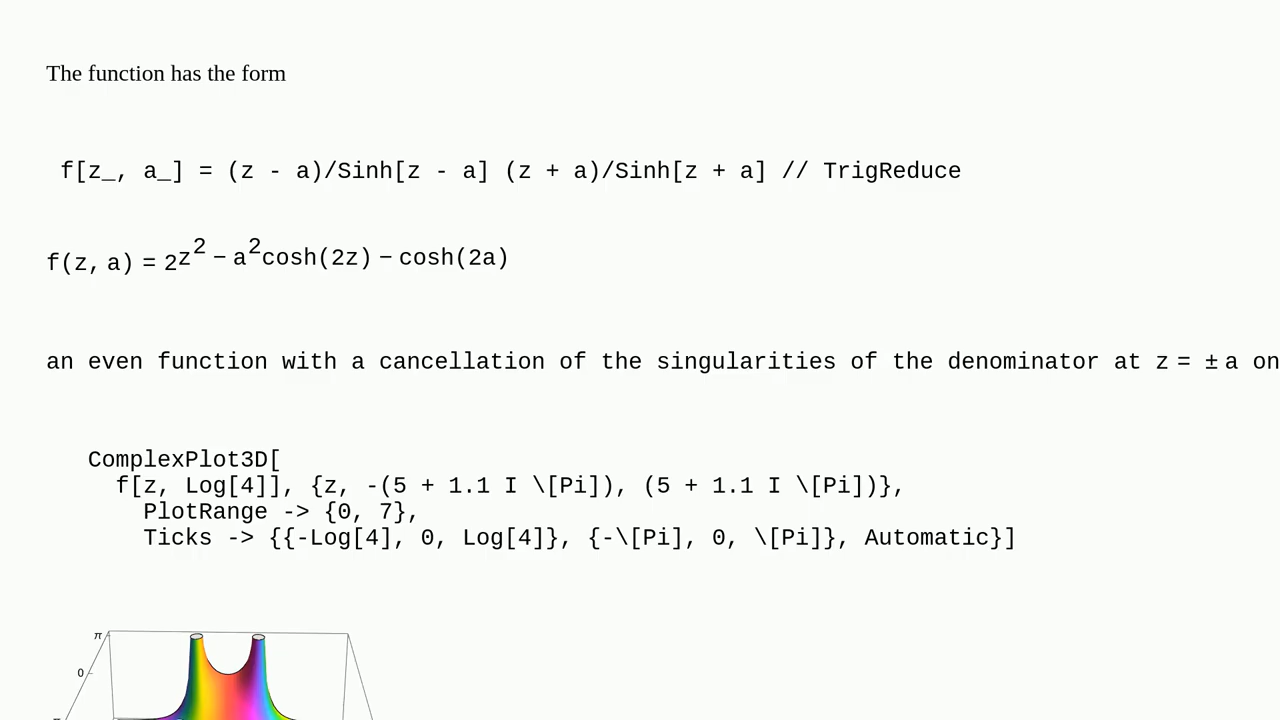 The function has the form
f[z_, a_] = (z - a)/Sinh[z - a] (z + a)/Sinh[z + a] // TrigReduce
f(z, a) = 2z² − a²cosh(2z) − cosh(2a)
an even function with a cancellation of the singularities of the denominator at z = ± a on
ComplexPlot3D[
f[z, Log[4]], {z, -(5 + 1.1 I \[Pi]), (5 + 1.1 I \[Pi])},
PlotRange -> {0, 7},
Ticks -> {{-Log[4], 0, Log[4]}, {-\[Pi], 0, \[Pi]}, Automatic}]
π
0